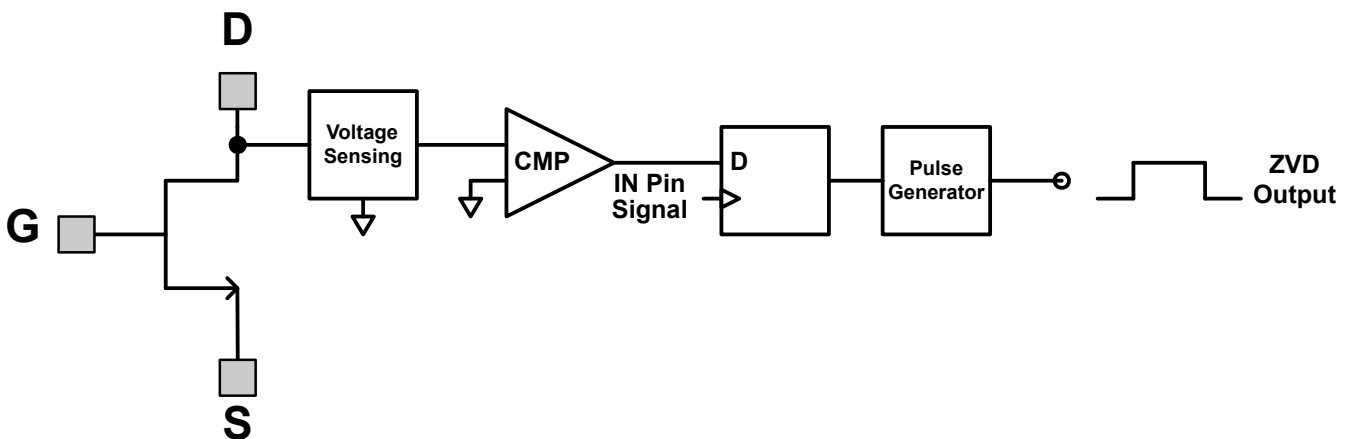 D
Voltage
Sensing
CMP
IN Pin
Signal
D
Pulse
Generator
ZVD
Output
G
S